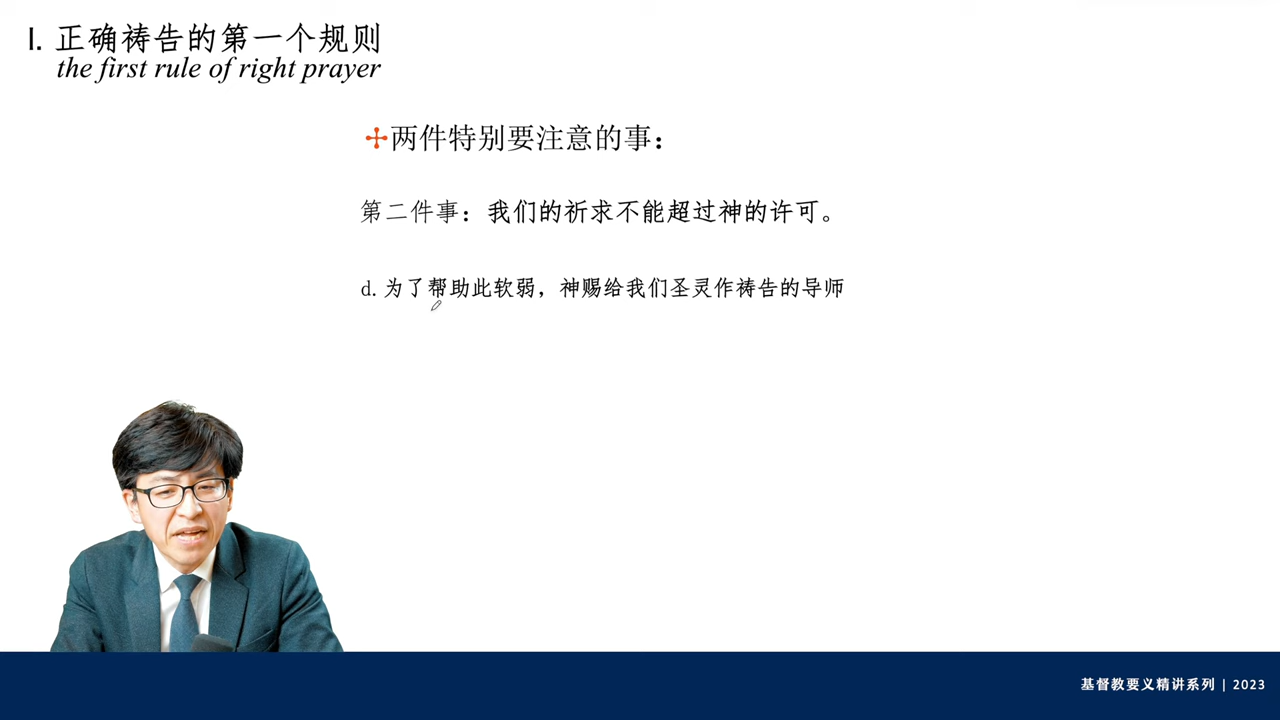 I. 正确祷告的第一个规则
the first rule of right prayer
两件特别要注意的事：
第二件事：我们的祈求不能超过神的许可。
d. 为了帮助此软弱，神赐给我们圣灵作祷告的导师
基督教要义精讲系列 | 2023